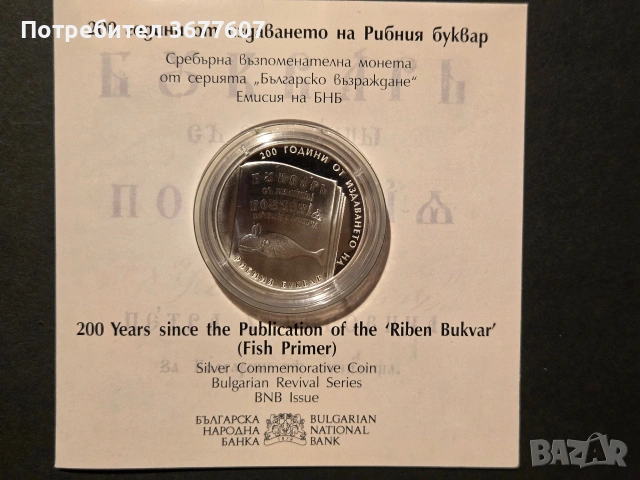 Потребител 3677607
200 години от издаването на Рибния буквар
Сребърна възпоменателна монета
от серията „Българско възраждане“
Емисия на БНБ
200 ГОДИНИ ОТ ИЗДАВАНЕТО НА
РИБНИЯ БУКВАР
200 Years since the Publication of the ‘Riben Bukvar’
(Fish Primer)
Silver Commemorative Coin
Bulgarian Revival Series
BNB Issue
БЪЛГАРСКА
НАРОДНА
БАНКА
BULGARIAN
NATIONAL
BANK
BAZAR